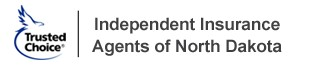 Trusted
Choice®
Independent Insurance
Agents of North Dakota